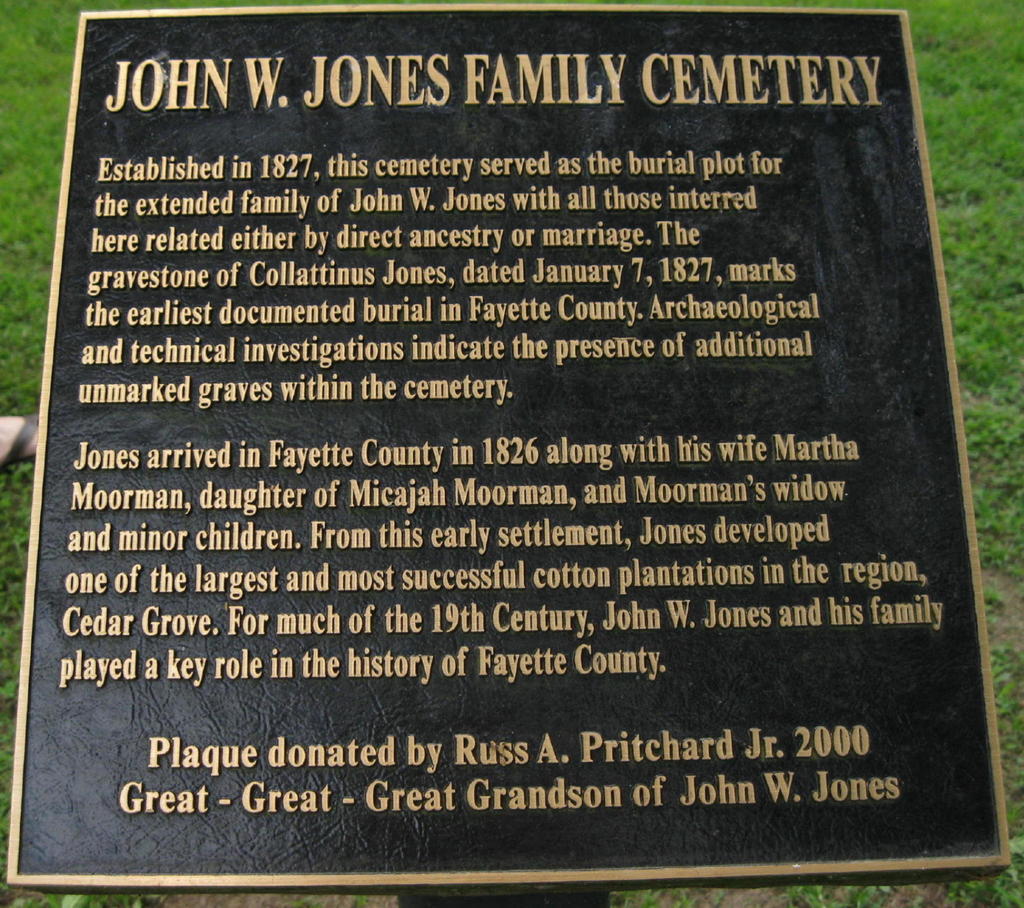 JOHN W. JONES FAMILY CEMETERY
Established in 1827, this cemetery served as the burial plot for
the extended family of John W. Jones with all those interred
here related either by direct ancestry or marriage. The
gravestone of Collattinus Jones, dated January 7, 1827, marks
the earliest documented burial in Fayette County. Archaeological
and technical investigations indicate the presence of additional
unmarked graves within the cemetery.
Jones arrived in Fayette County in 1826 along with his wife Martha
Moorman, daughter of Micajah Moorman, and Moorman's widow
and minor children. From this early settlement, Jones developed
one of the largest and most successful cotton plantations in the region,
Cedar Grove. For much of the 19th Century, John W. Jones and his family
played a key role in the history of Fayette County.
Plaque donated by Russ A. Pritchard Jr. 2000
Great - Great - Great Grandson of John W. Jones